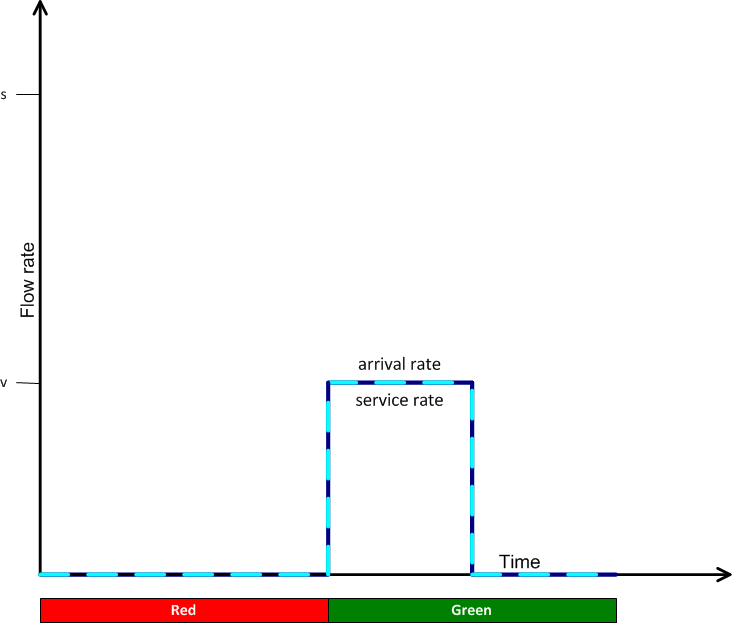 s
Flow rate
v
arrival rate
service rate
Time
Red
Green